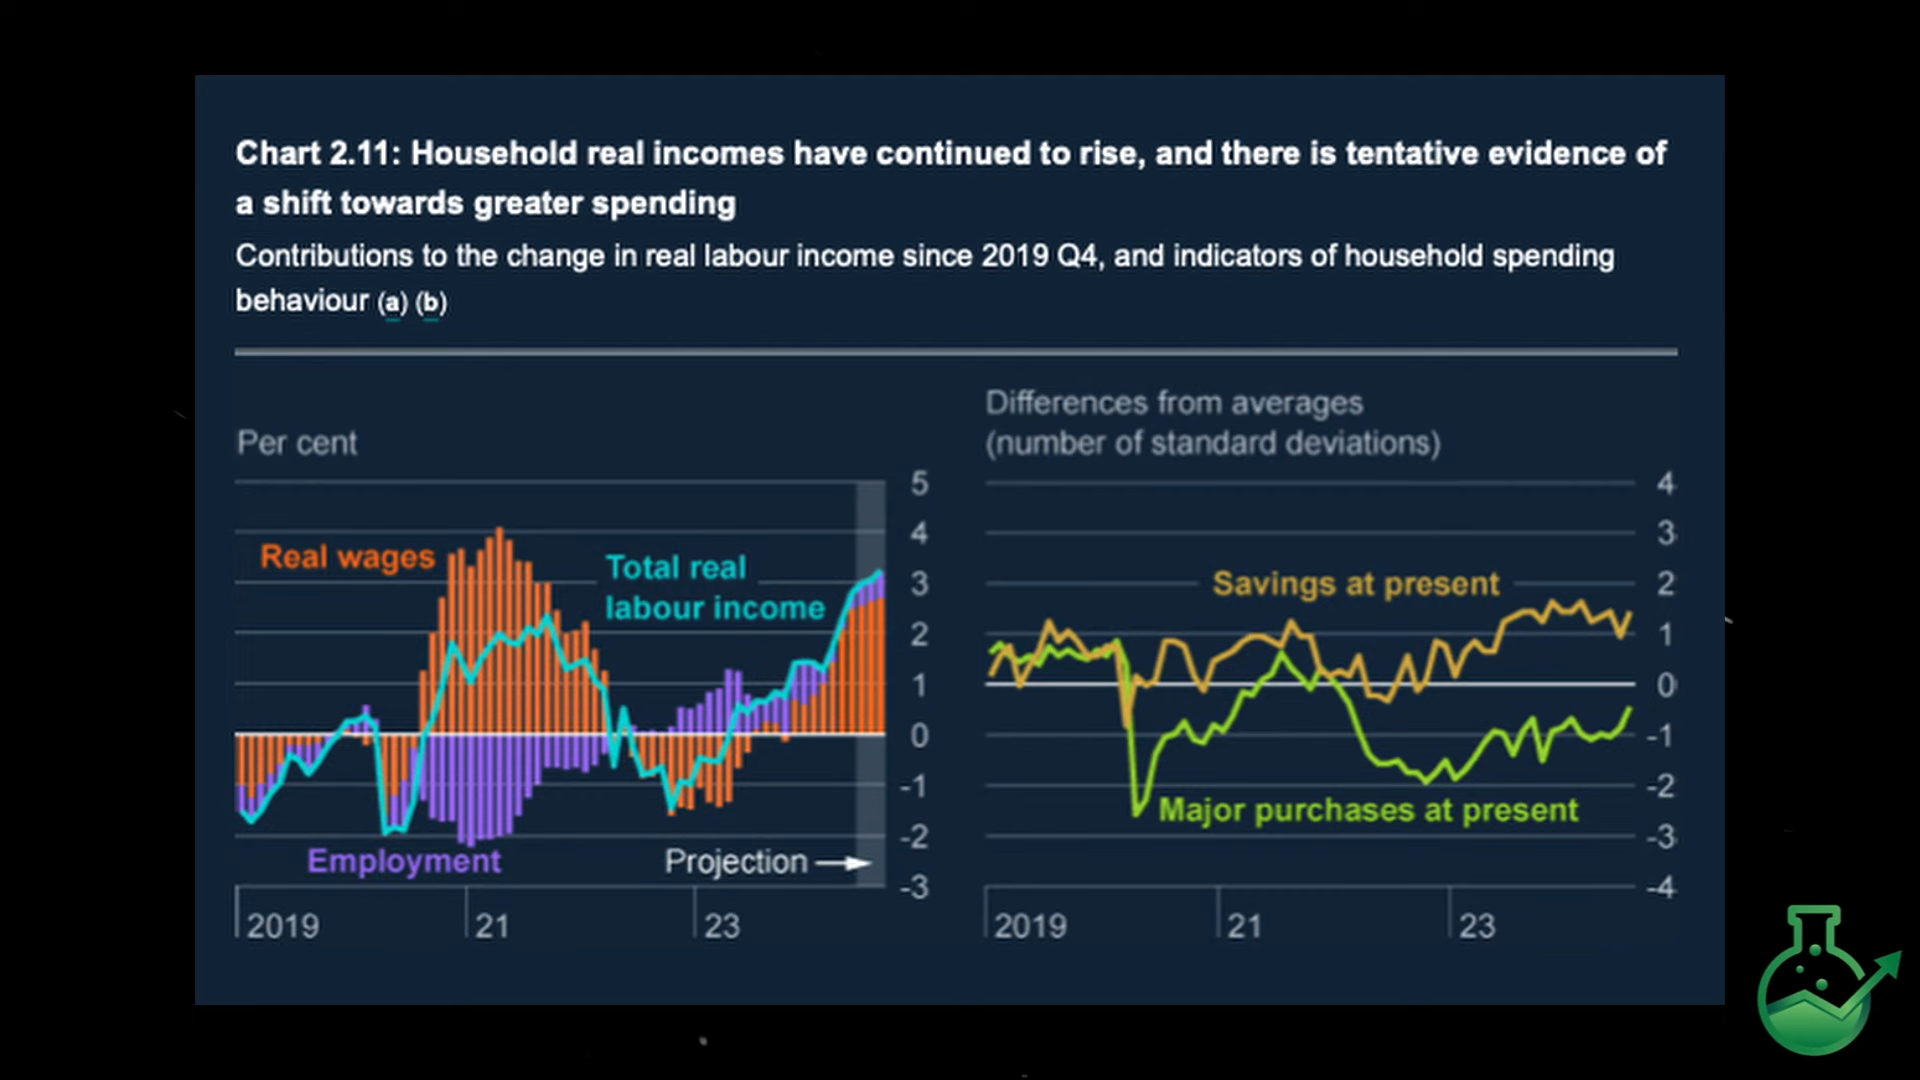 Chart 2.11: Household real incomes have continued to rise, and there is tentative evidence of
a shift towards greater spending
Contributions to the change in real labour income since 2019 Q4, and indicators of household spending
behaviour (a) (b)
Per cent
5
4
3
2
1
0
-1
-2
-3
Real wages
Total real
labour income
Employment
Projection
2019
21
23
Differences from averages
(number of standard deviations)
4
3
2
1
0
-1
-2
-3
-4
Savings at present
Major purchases at present
2019
21
23